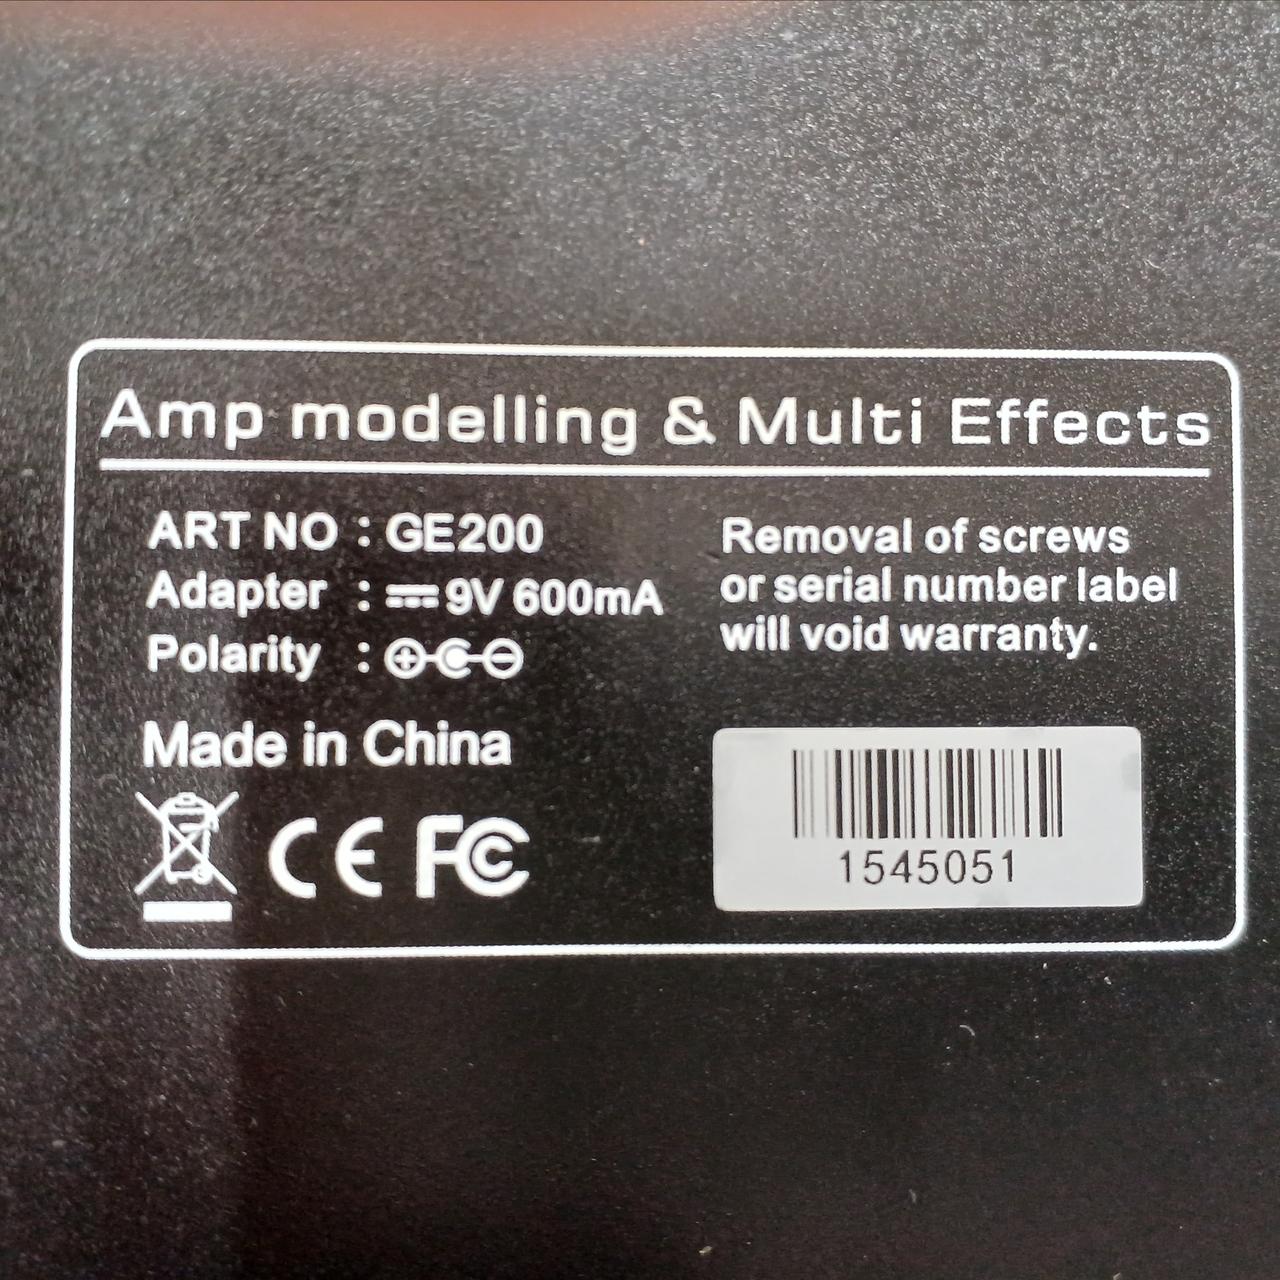 Amp modelling & Multi Effects
ART NO : GE200
Adapter : ⎓ 9V 600mA
Polarity :
Made in China
CE FC
Removal of screws
or serial number label
will void warranty.
1545051